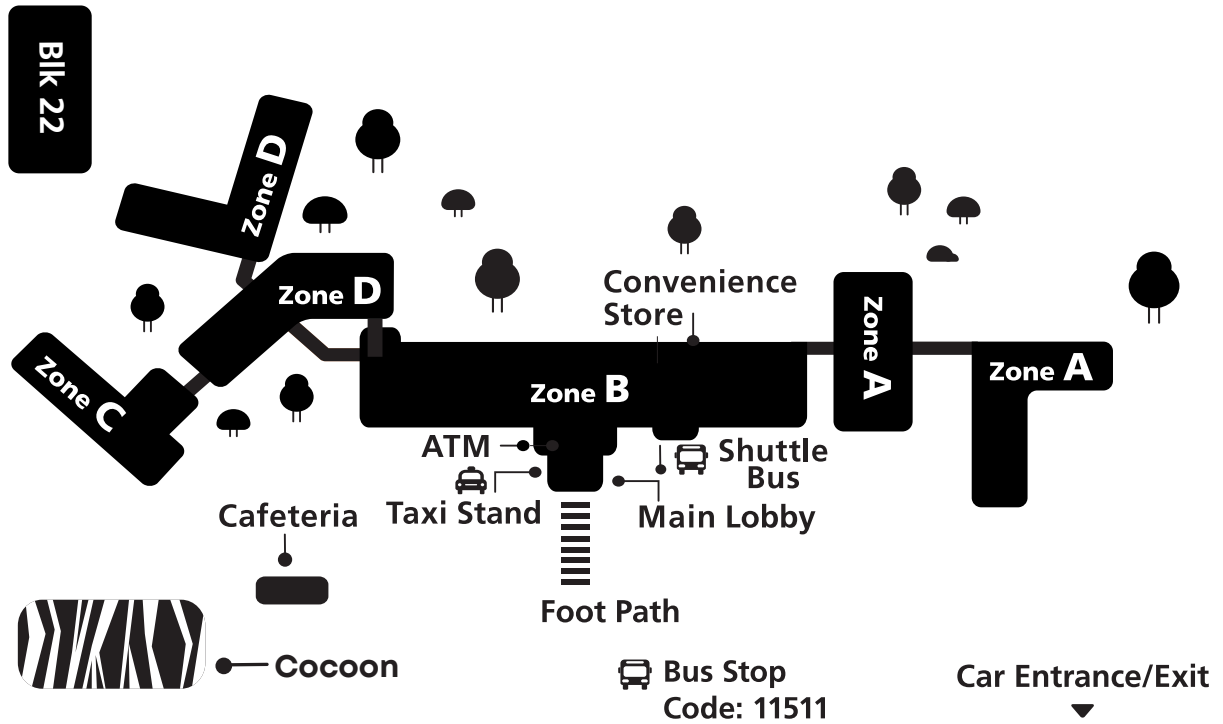 Blk 22
Zone D
Zone D
Zone C
Convenience
Store
Zone A
Zone A
Zone B
ATM
Shuttle
Bus
Taxi Stand
Main Lobby
Cafeteria
Foot Path
Cocoon
Bus Stop
Code: 11511
Car Entrance/Exit